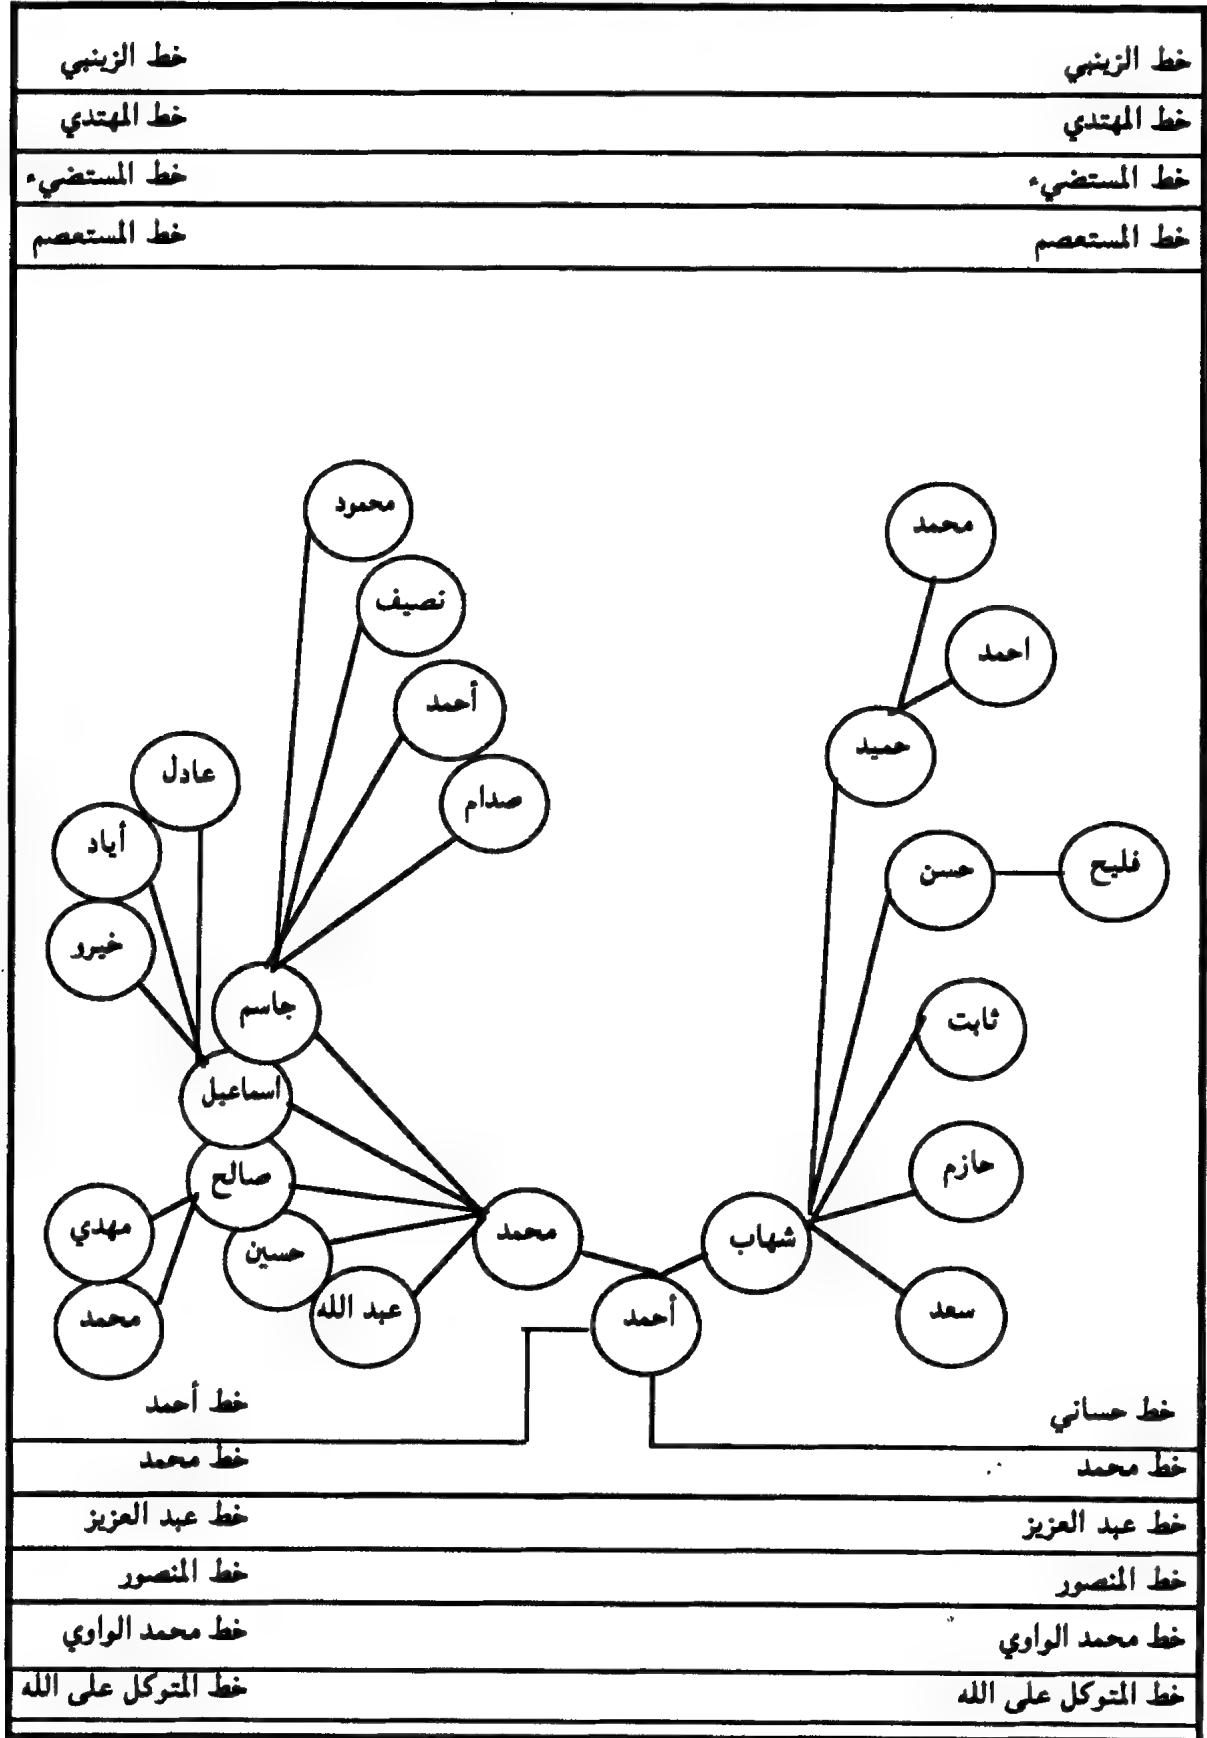 خط الزينبي خط الزينبي
خط المهتدي خط المهتدي
خط المستضيء خط المستضيء
خط المستعصم خط المستعصم
محمود
محمد
نصيف
احمد
أحمد
حميد
عادل
صدام
أياد
حسن
فليح
خيرو
جاسم
ثابت
اسماعيل
صالح
حازم
مهدي
حسين
محمد
شهاب
عبد الله
محمد
أحمد
سعد
خط حساني خط أحمد
خط محمد خط محمد
خط عبد العزيز خط عبد العزيز
خط المنصور خط المنصور
خط محمد الواوي خط محمد الواوي
خط المتوكل على الله خط المتوكل على الله